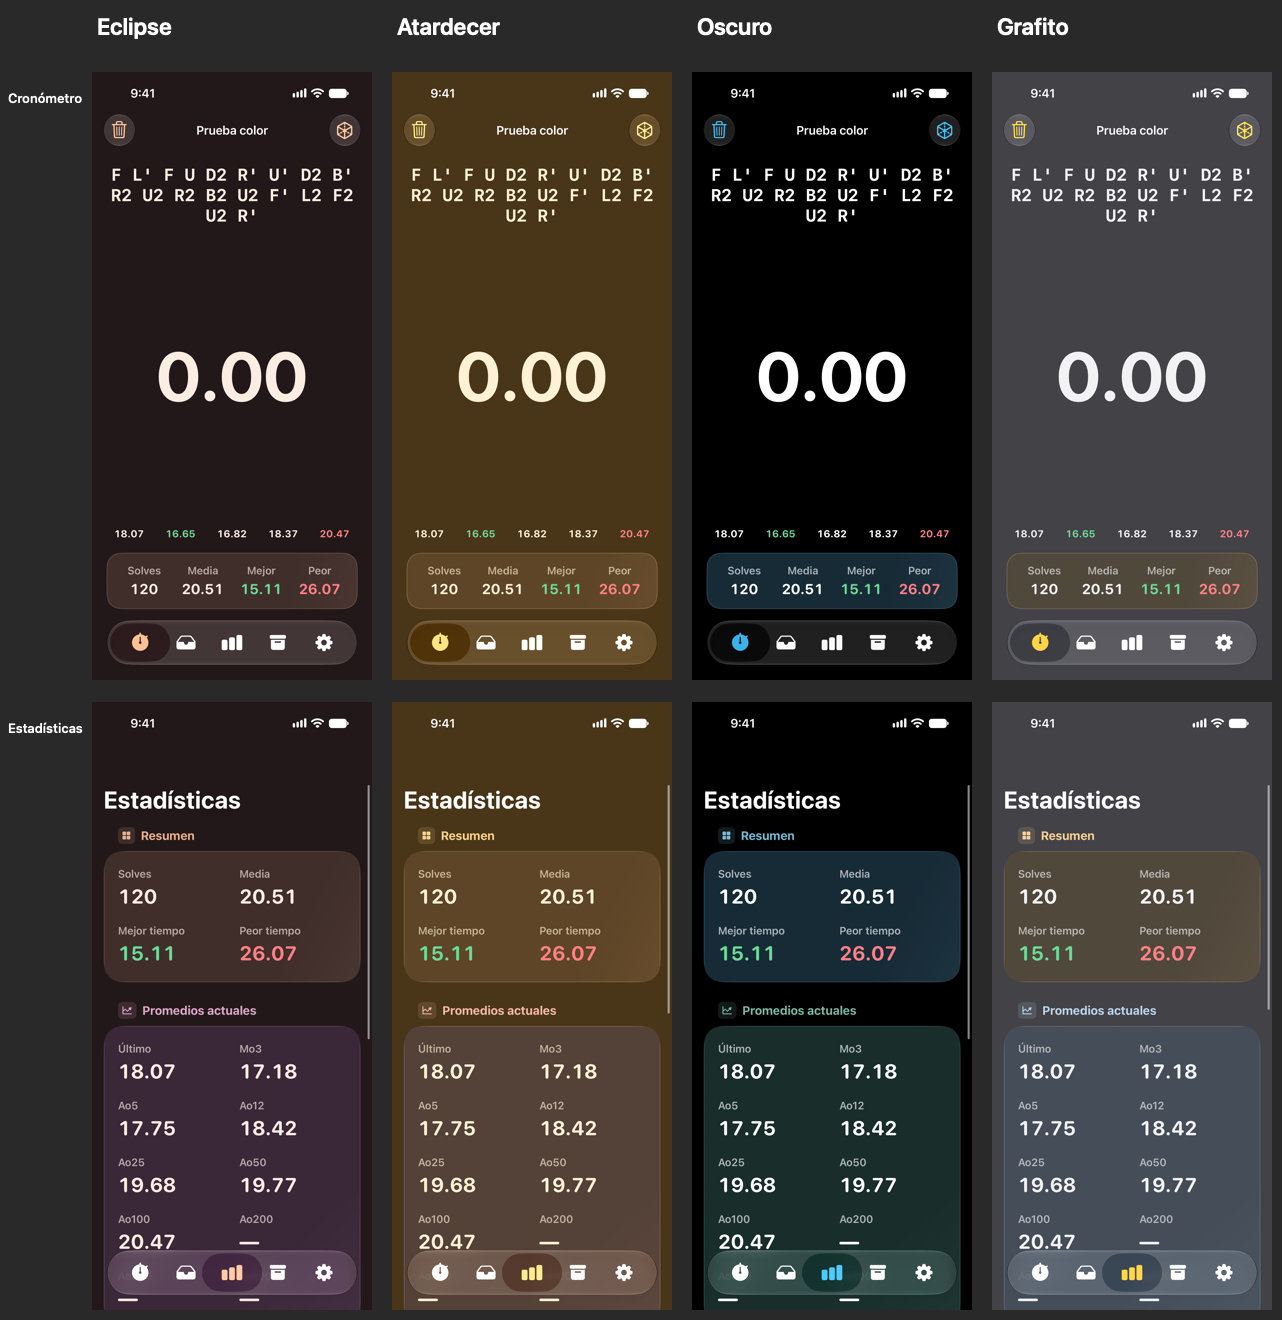 Eclipse Atardecer Oscuro Grafito
Cronómetro
9:41 9:41 9:41 9:41
Prueba color Prueba color Prueba color Prueba color
F L' F U D2 R' U' D2 B' F L' F U D2 R' U' D2 B' F L' F U D2 R' U' D2 B' F L' F U D2 R' U' D2 B'
R2 U2 R2 B2 U2 F' L2 F2 R2 U2 R2 B2 U2 F' L2 F2 R2 U2 R2 B2 U2 F' L2 F2 R2 U2 R2 B2 U2 F' L2 F2
U2 R' U2 R' U2 R' U2 R'
0.00 0.00 0.00 0.00
18.07 16.65 16.82 18.37 20.47 18.07 16.65 16.82 18.37 20.47 18.07 16.65 16.82 18.37 20.47 18.07 16.65 16.82 18.37 20.47
Solves Media Mejor Peor Solves Media Mejor Peor Solves Media Mejor Peor Solves Media Mejor Peor
120 20.51 15.11 26.07 120 20.51 15.11 26.07 120 20.51 15.11 26.07 120 20.51 15.11 26.07
Estadísticas
9:41 9:41 9:41 9:41
Estadísticas Estadísticas Estadísticas Estadísticas
Resumen Resumen Resumen Resumen
Solves Media Solves Media Solves Media Solves Media
120 20.51 120 20.51 120 20.51 120 20.51
Mejor tiempo Peor tiempo Mejor tiempo Peor tiempo Mejor tiempo Peor tiempo Mejor tiempo Peor tiempo
15.11 26.07 15.11 26.07 15.11 26.07 15.11 26.07
Promedios actuales Promedios actuales Promedios actuales Promedios actuales
Último Mo3 Último Mo3 Último Mo3 Último Mo3
18.07 17.18 18.07 17.18 18.07 17.18 18.07 17.18
Ao5 Ao12 Ao5 Ao12 Ao5 Ao12 Ao5 Ao12
17.75 18.42 17.75 18.42 17.75 18.42 17.75 18.42
Ao25 Ao50 Ao25 Ao50 Ao25 Ao50 Ao25 Ao50
19.68 19.77 19.68 19.77 19.68 19.77 19.68 19.77
Ao100 Ao200 Ao100 Ao200 Ao100 Ao200 Ao100 Ao200
20.47 — 20.47 — 20.47 — 20.47 —
— — — — — — — —